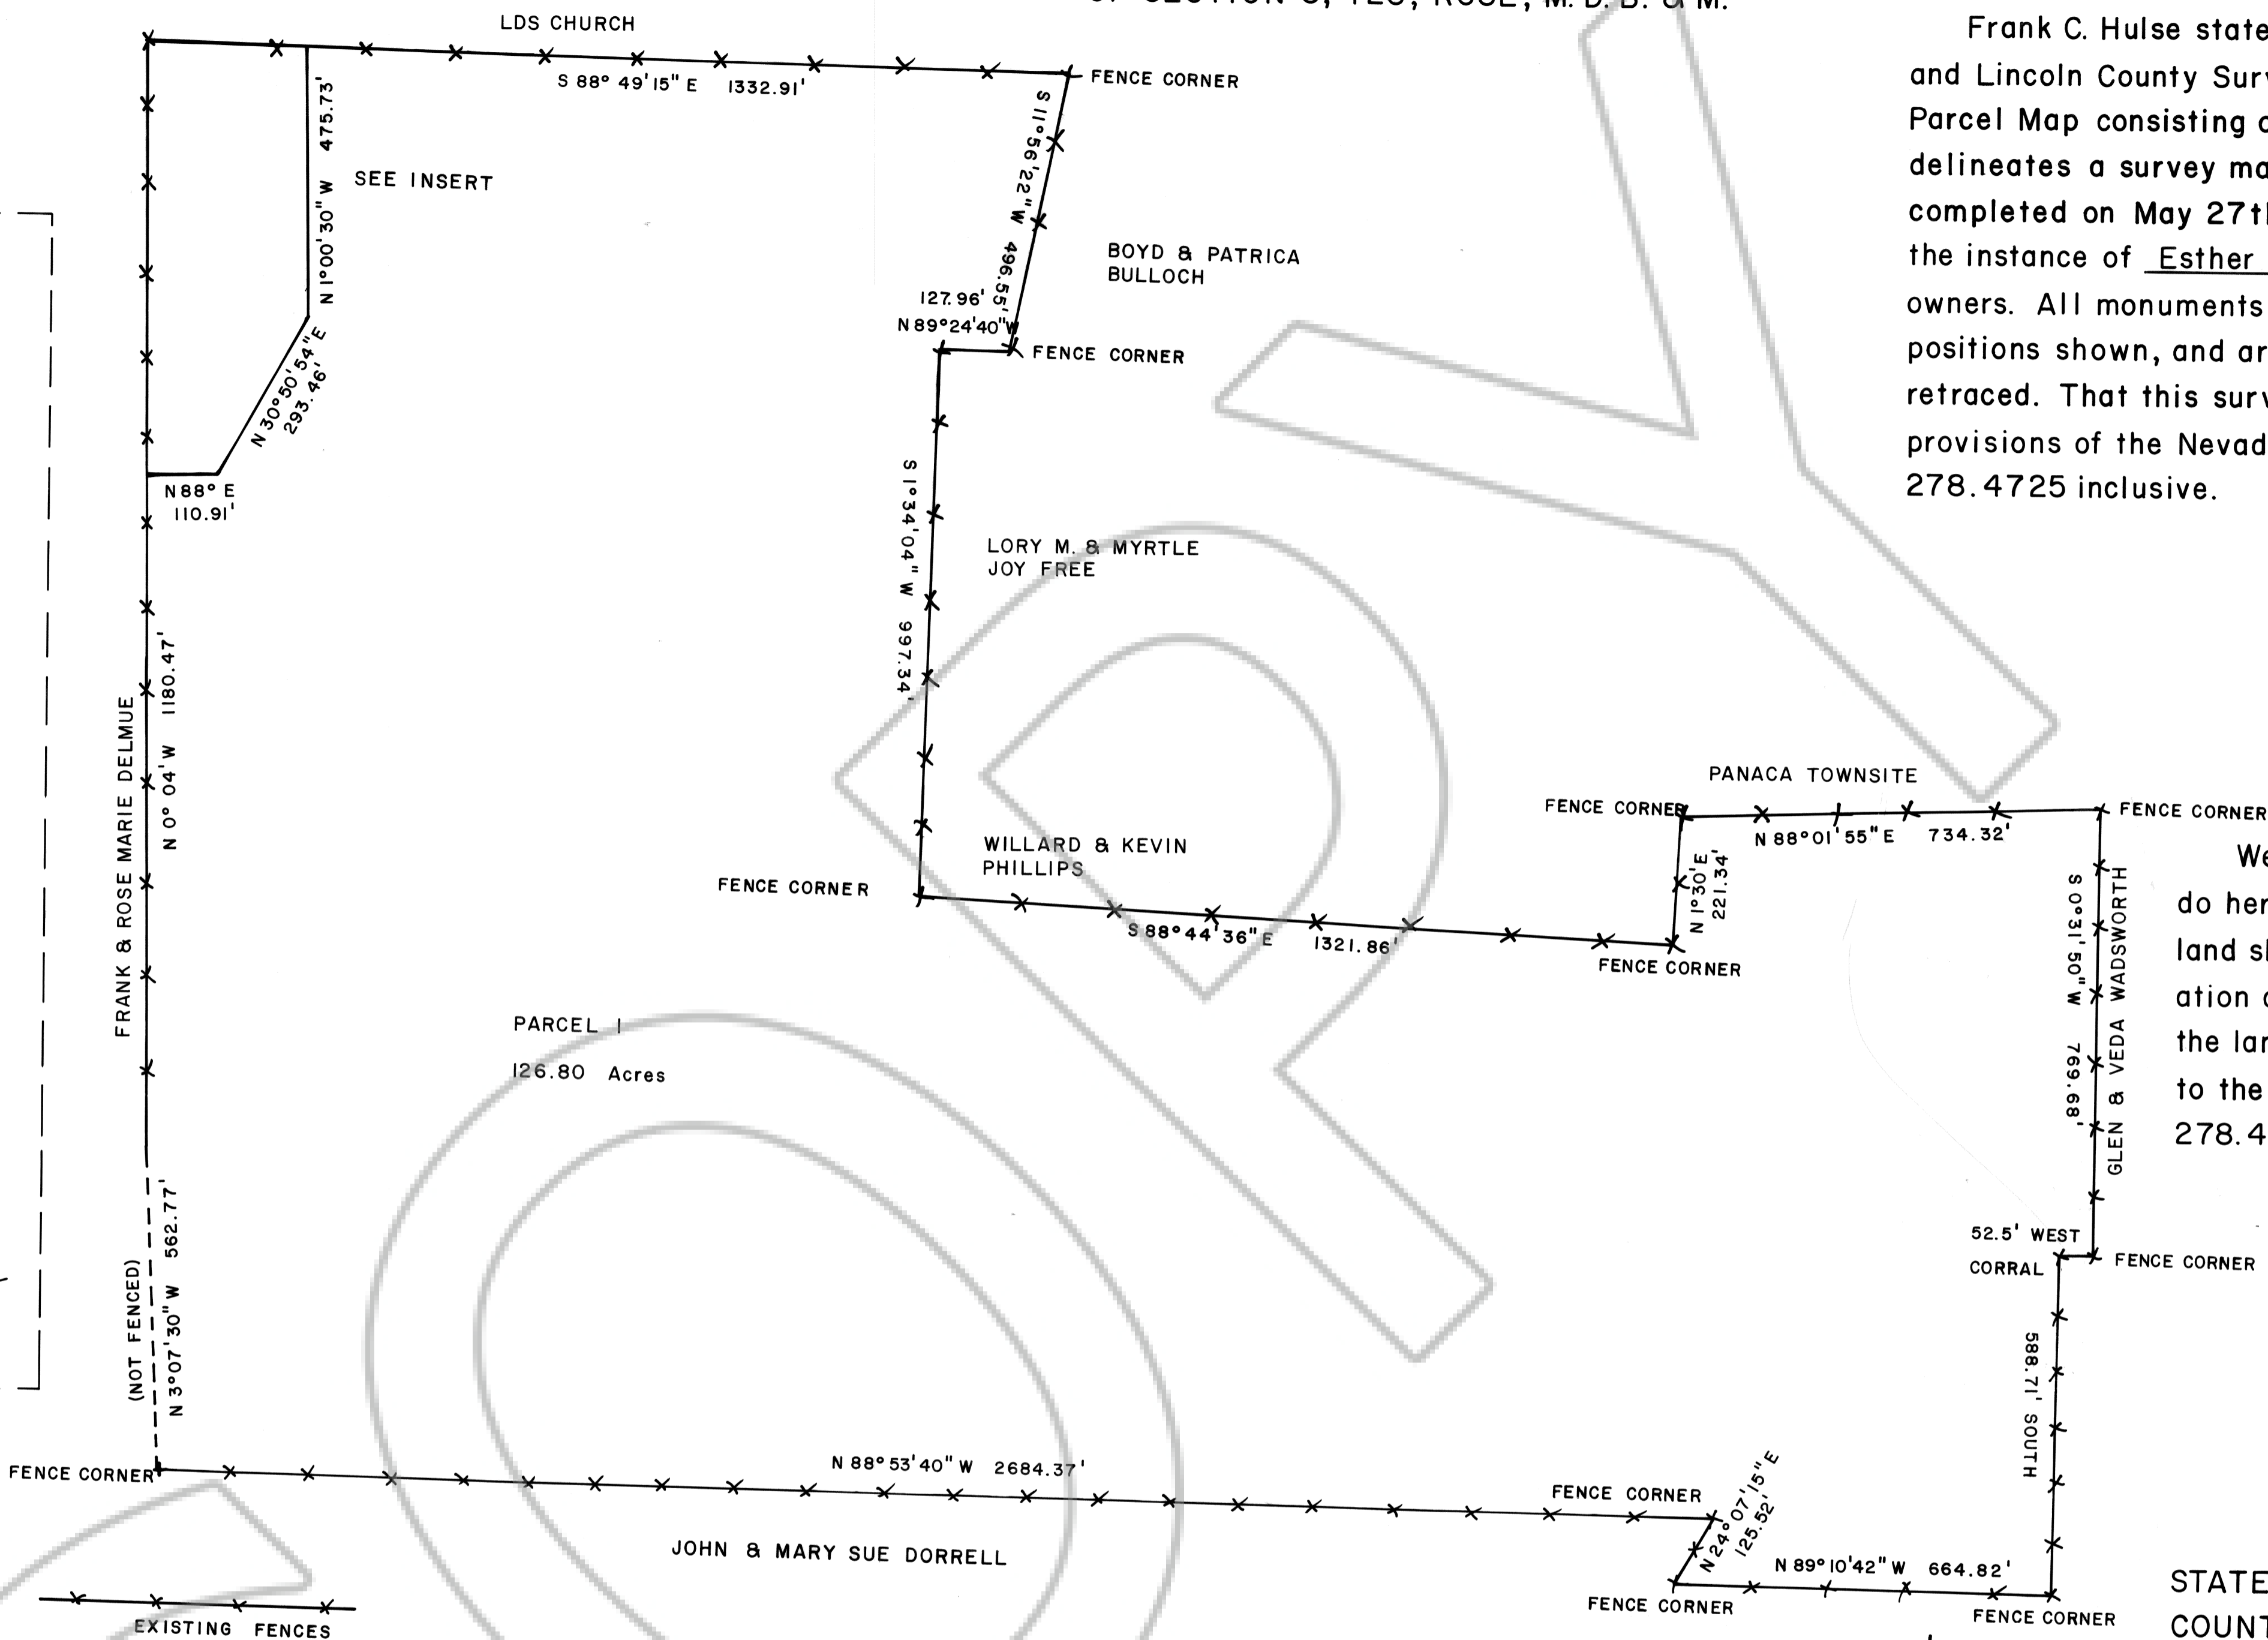 LDS CHURCH
S 88° 49'15" E 1332.91'
FENCE CORNER
475.73'
N 1°00'30" W
SEE INSERT
S 11°56'22" W 496.55'
BOYD & PATRICA
BULLOCH
127.96'
N 89°24'40" W
FENCE CORNER
N 30°50'54" E
293.46'
N 88° E
110.91'
S 1°34'04" W 997.34'
LORY M. & MYRTLE
JOY FREE
FRANK & ROSE MARIE DELMUE
N 0° 04' W 1180.47'
WILLARD & KEVIN
PHILLIPS
FENCE CORNER
S 88° 44' 36" E 1321.86'
FENCE CORNER
N 1°30' E
221.34'
FENCE CORNER
PANACA TOWNSITE
N 88°01'55" E 734.32'
FENCE CORNER
S 0°31'50" W 769.68'
GLEN & VEDA WADSWORTH
PARCEL 1
126.80 Acres
52.5' WEST
CORRAL
FENCE CORNER
588.71' SOUTH
(NOT FENCED)
N 3°07'30" W 562.77'
FENCE CORNER
N 88° 53'40" W 2684.37'
JOHN & MARY SUE DORRELL
FENCE CORNER
N 24° 07'15" E
125.52'
N 89° 10'42" W 664.82'
FENCE CORNER
FENCE CORNER
EXISTING FENCES
Frank C. Hulse state
and Lincoln County Sur
Parcel Map consisting
delineates a survey ma
completed on May 27th
the instance of Esther
owners. All monuments
positions shown, and ar
retraced. That this surv
provisions of the Nevad
278.4725 inclusive.
We
do her
land
ation
the lar
to the
278.4
STATE
COUNT
COPY